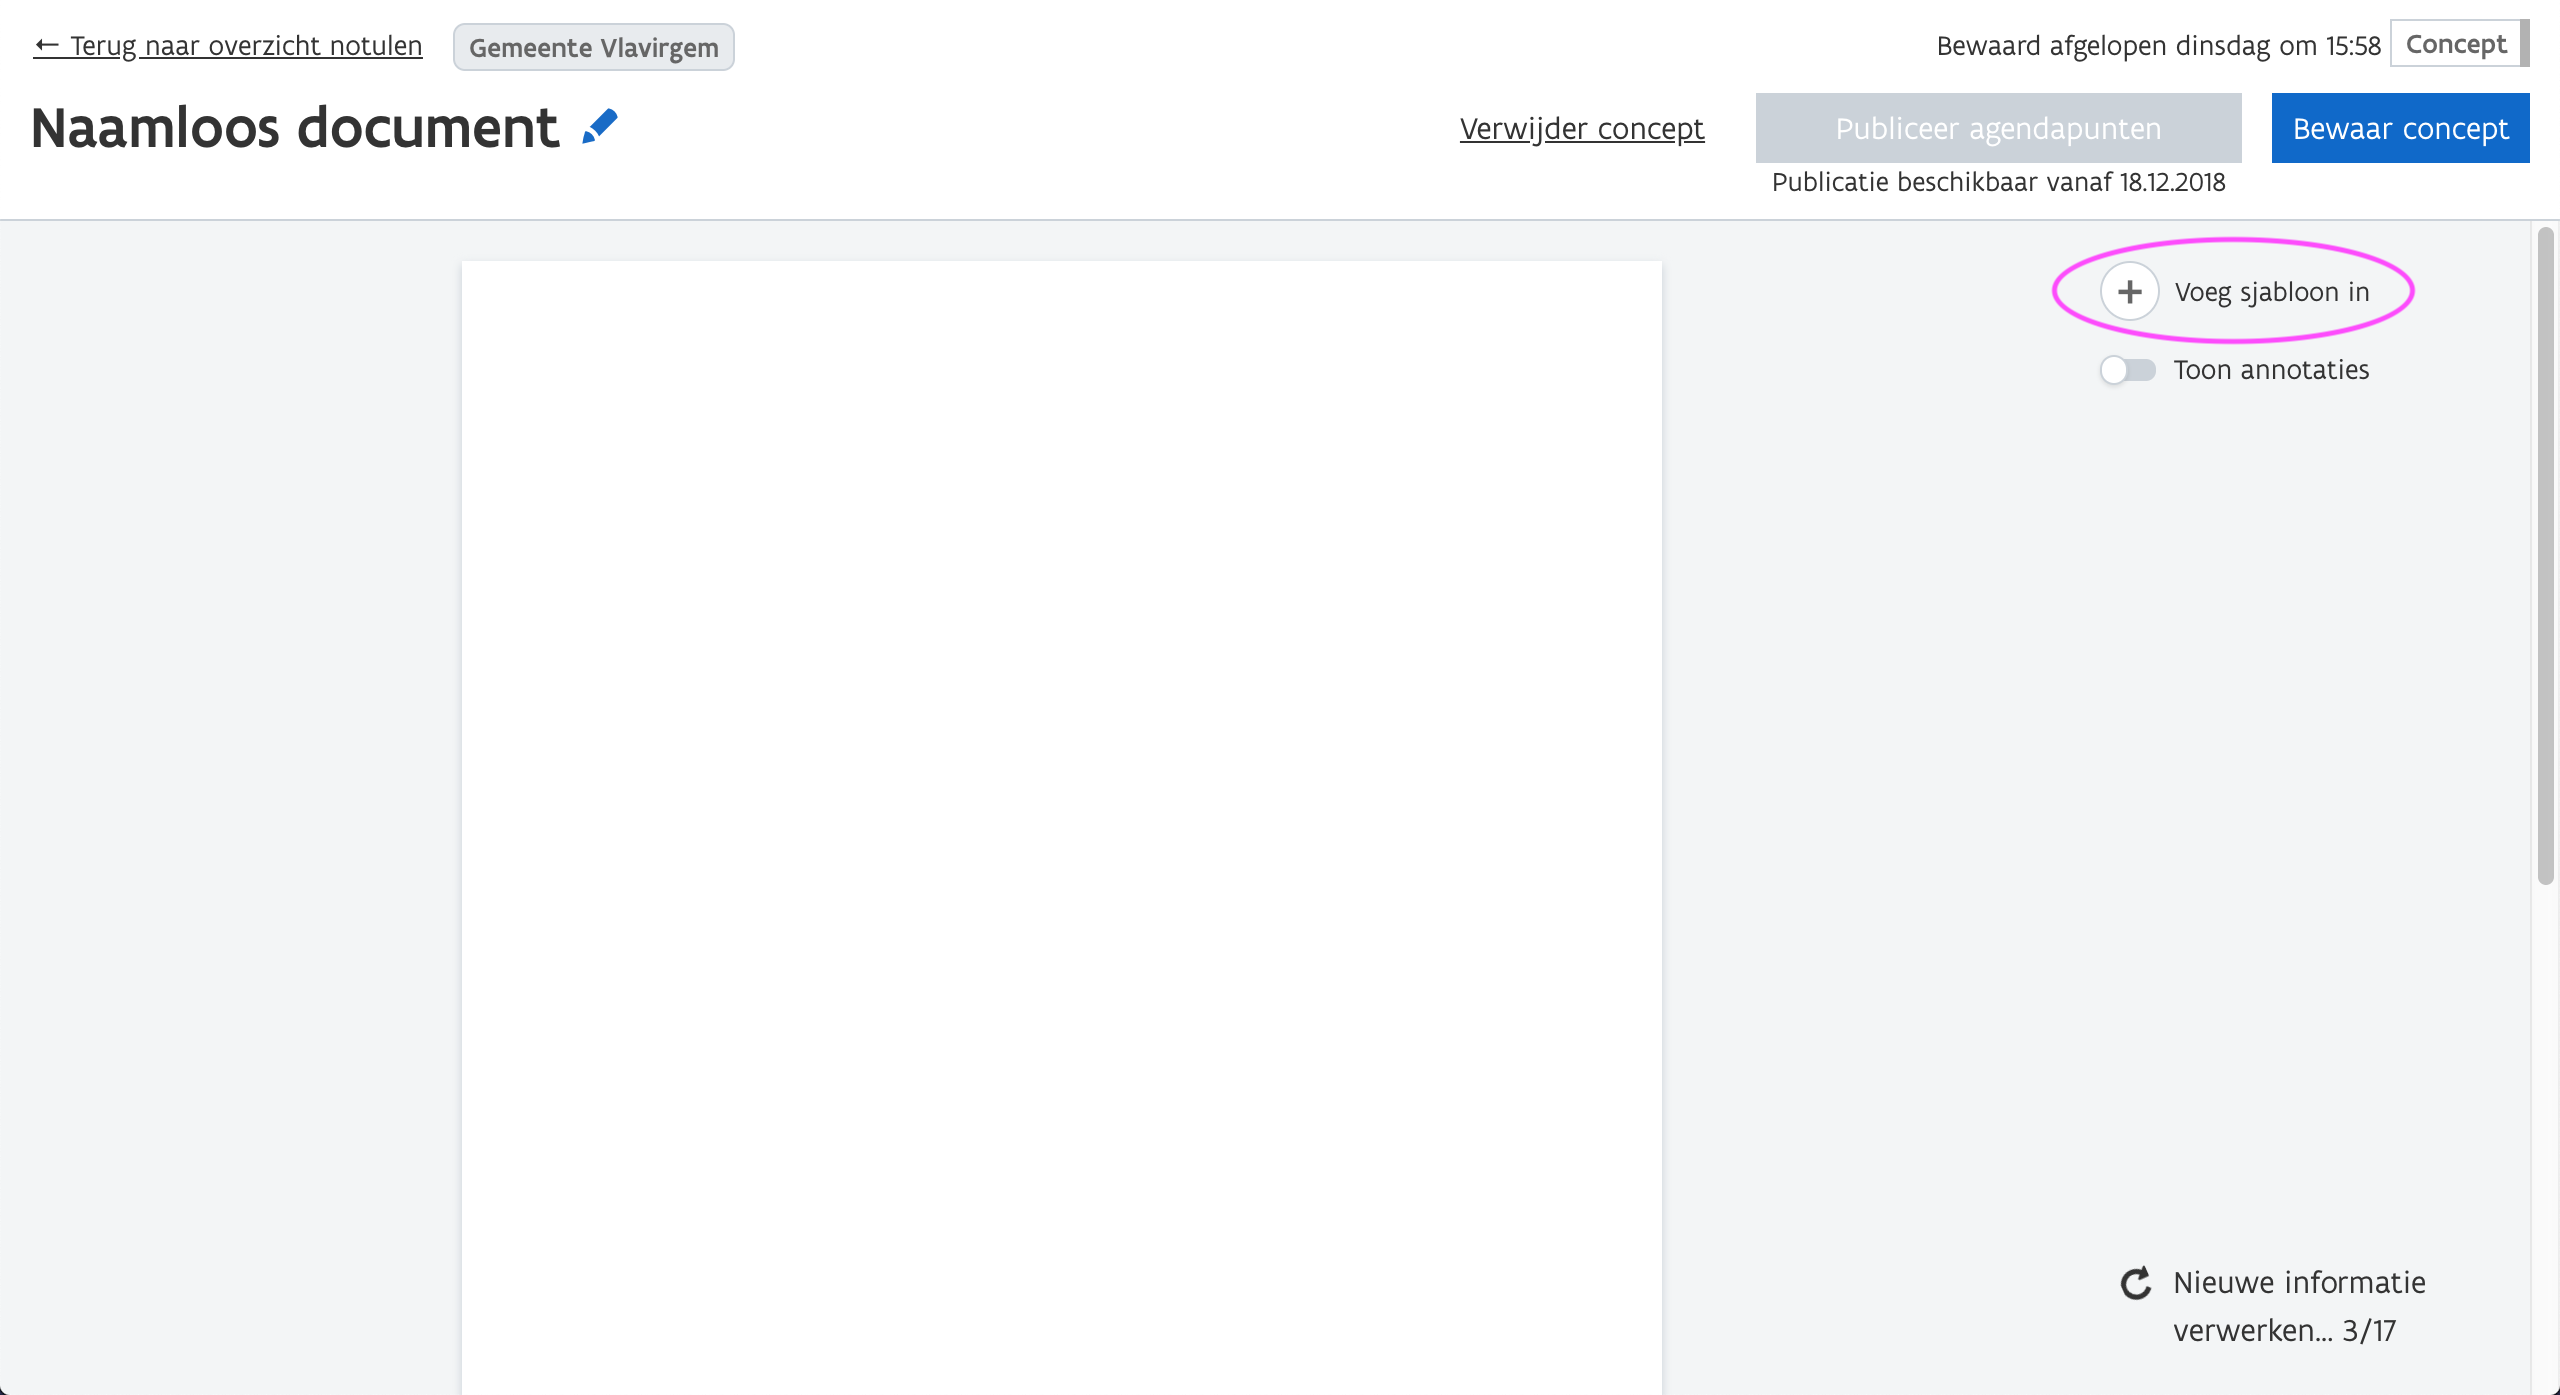 ← Terug naar overzicht notulen
Gemeente Vlavirgem
Bewaard afgelopen dinsdag om 15:58
Concept
Naamloos document
Verwijder concept
Publiceer agendapunten
Bewaar concept
Publicatie beschikbaar vanaf 18.12.2018
Voeg sjabloon in
Toon annotaties
Nieuwe informatie
verwerken... 3/17